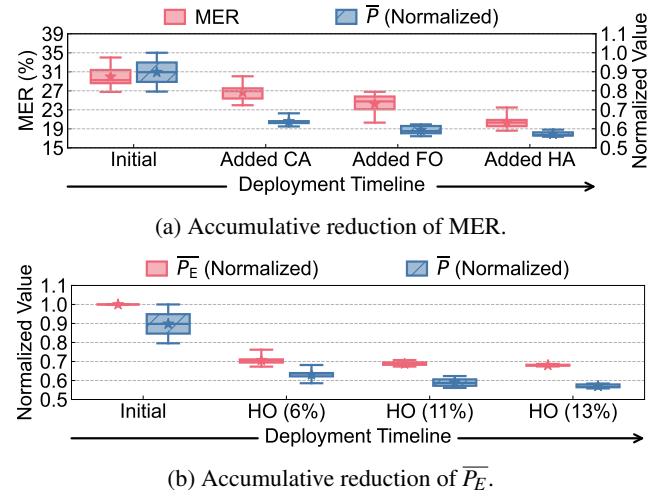 MER P̅ (Normalized)
39 1.1
35 1.0
31 0.9
27 0.8
23 0.7
19 0.6
15 0.5
MER (%)
Normalized Value
Initial Added CA Added FO Added HA
Deployment Timeline
(a) Accumulative reduction of MER.
P̅_E̅ (Normalized) P̅ (Normalized)
1.1
1.0
0.9
0.8
0.7
0.6
0.5
Normalized Value
Initial HO (6%) HO (11%) HO (13%)
Deployment Timeline
(b) Accumulative reduction of P̅_E̅.